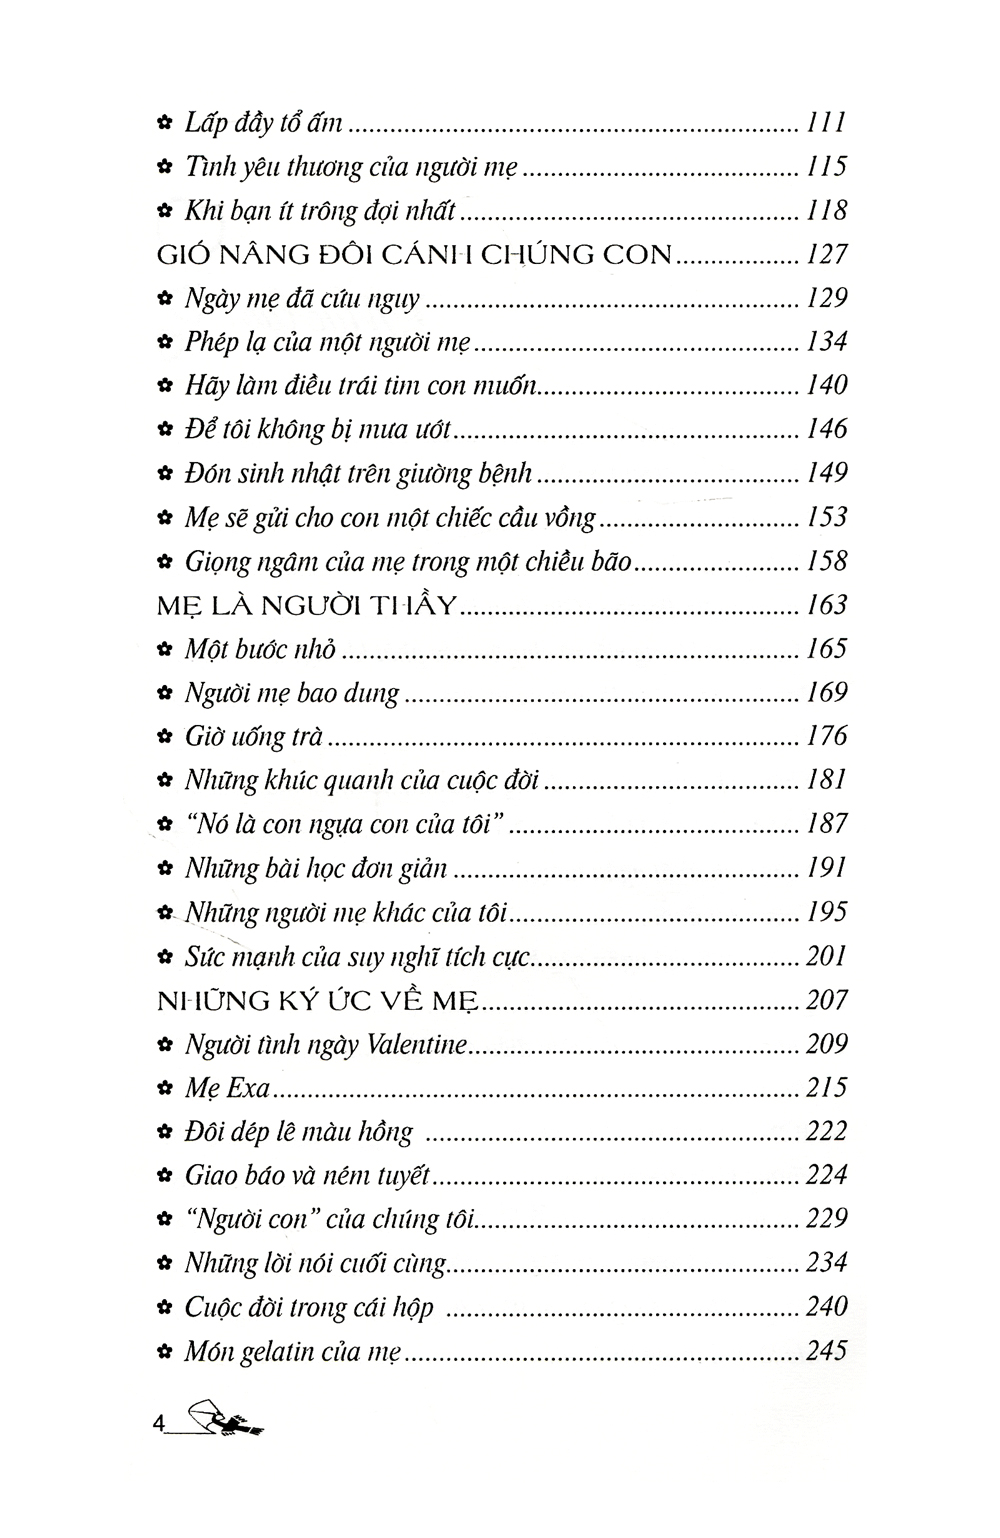 ✿ Lấp đầy tổ ấm ........ 111
✿ Tình yêu thương của người mẹ ........ 115
✿ Khi bạn ít trông đợi nhất ........ 118
GIÓ NÂNG ĐÔI CÁNH CHÚNG CON ........ 127
✿ Ngày mẹ đã cứu nguy ........ 129
✿ Phép lạ của một người mẹ ........ 134
✿ Hãy làm điều trái tim con muốn ........ 140
✿ Để tôi không bị mưa ướt ........ 146
✿ Đón sinh nhật trên giường bệnh ........ 149
✿ Mẹ sẽ gửi cho con một chiếc cầu vồng ........ 153
✿ Giọng ngâm của mẹ trong một chiều bão ........ 158
MẸ LÀ NGƯỜI THẦY ........ 163
✿ Một bước nhỏ ........ 165
✿ Người mẹ bao dung ........ 169
✿ Giờ uống trà ........ 176
✿ Những khúc quanh của cuộc đời ........ 181
✿ “Nó là con ngựa con của tôi” ........ 187
✿ Những bài học đơn giản ........ 191
✿ Những người mẹ khác của tôi ........ 195
✿ Sức mạnh của suy nghĩ tích cực ........ 201
NHỮNG KÝ ỨC VỀ MẸ ........ 207
✿ Người tình ngày Valentine ........ 209
✿ Mẹ Exa ........ 215
✿ Đôi dép lê màu hồng ........ 222
✿ Giao báo và ném tuyết ........ 224
✿ “Người con” của chúng tôi ........ 229
✿ Những lời nói cuối cùng ........ 234
✿ Cuộc đời trong cái hộp ........ 240
✿ Món gelatin của mẹ ........ 245
4